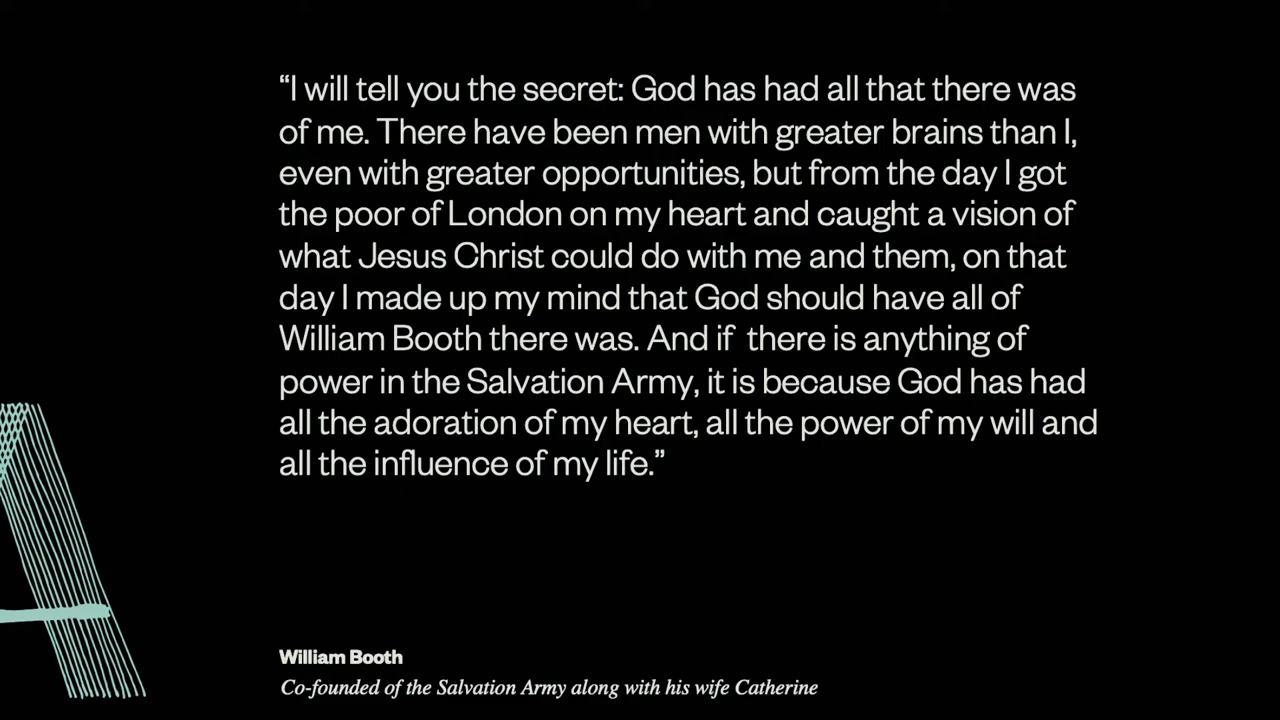 “I will tell you the secret: God has had all that there was
of me. There have been men with greater brains than I,
even with greater opportunities, but from the day I got
the poor of London on my heart and caught a vision of
what Jesus Christ could do with me and them, on that
day I made up my mind that God should have all of
William Booth there was. And if  there is anything of
power in the Salvation Army, it is because God has had
all the adoration of my heart, all the power of my will and
all the influence of my life.”
William Booth
Co-founded of the Salvation Army along with his wife Catherine